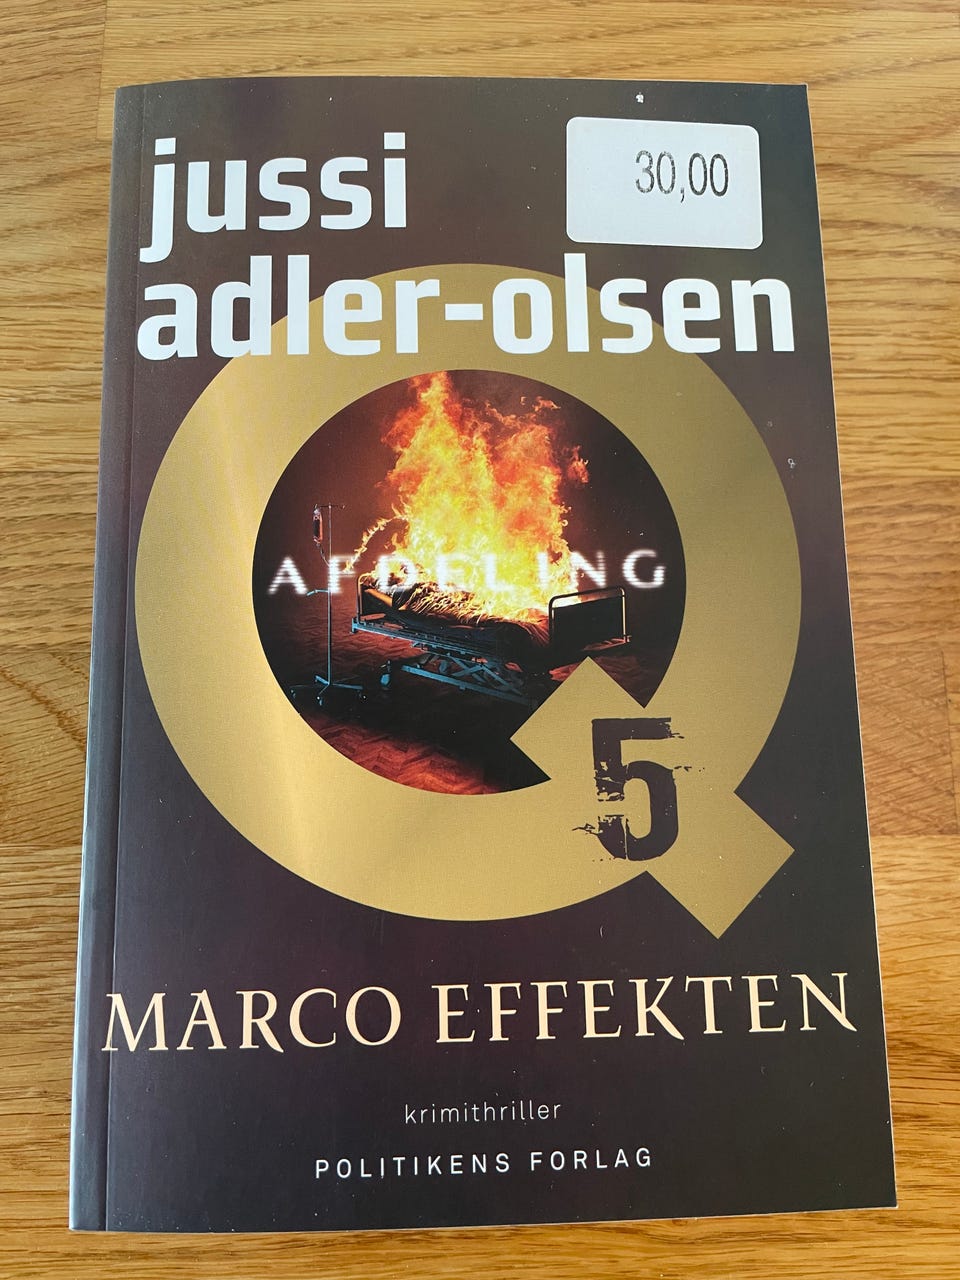 jussi
30,00
adler-olsen
AFDELING
Q
5
MARCO EFFEKTEN
krimithriller
POLITIKENS FORLAG